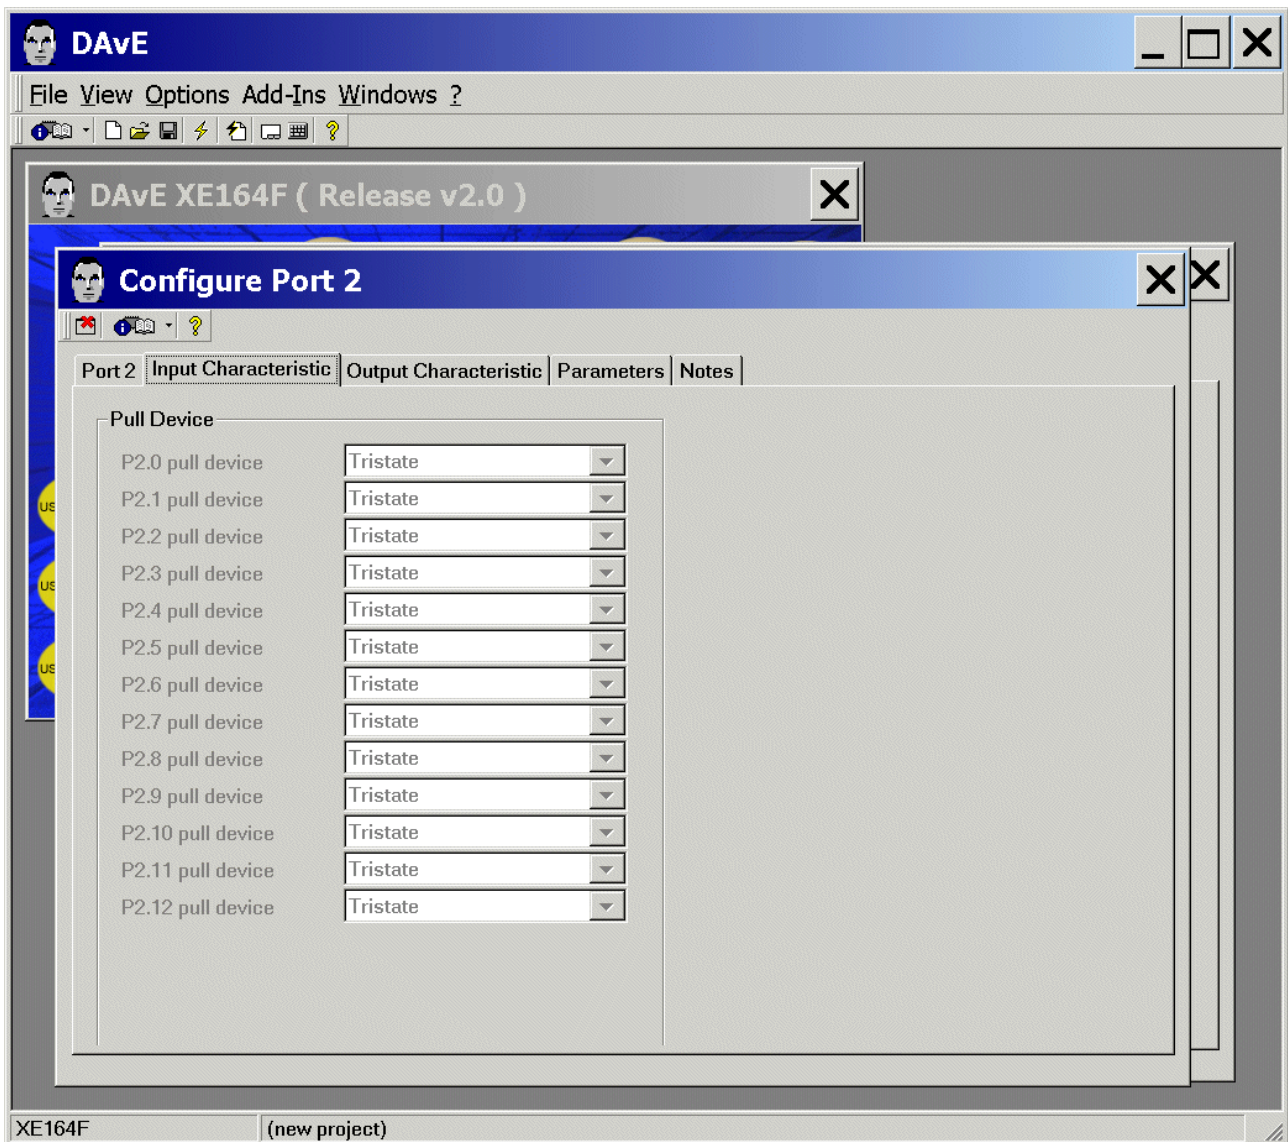 DAvE
File View Options Add-Ins Windows ?
DAvE XE164F ( Release v2.0 )
Configure Port 2
Port 2 Input Characteristic Output Characteristic Parameters Notes
Pull Device
P2.0 pull device Tristate
P2.1 pull device Tristate
P2.2 pull device Tristate
P2.3 pull device Tristate
P2.4 pull device Tristate
P2.5 pull device Tristate
P2.6 pull device Tristate
P2.7 pull device Tristate
P2.8 pull device Tristate
P2.9 pull device Tristate
P2.10 pull device Tristate
P2.11 pull device Tristate
P2.12 pull device Tristate
XE164F (new project)